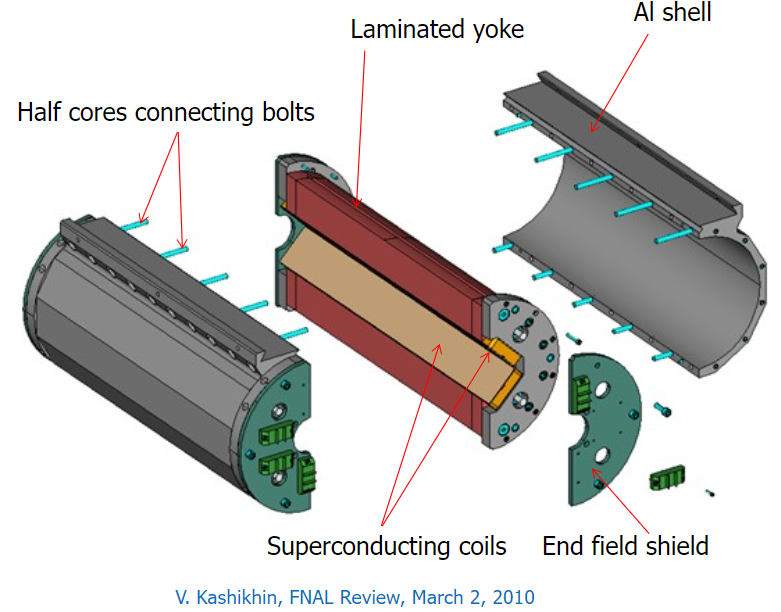 Al shell
Laminated yoke
Half cores connecting bolts
Superconducting coils
End field shield
V. Kashikhin, FNAL Review, March 2, 2010